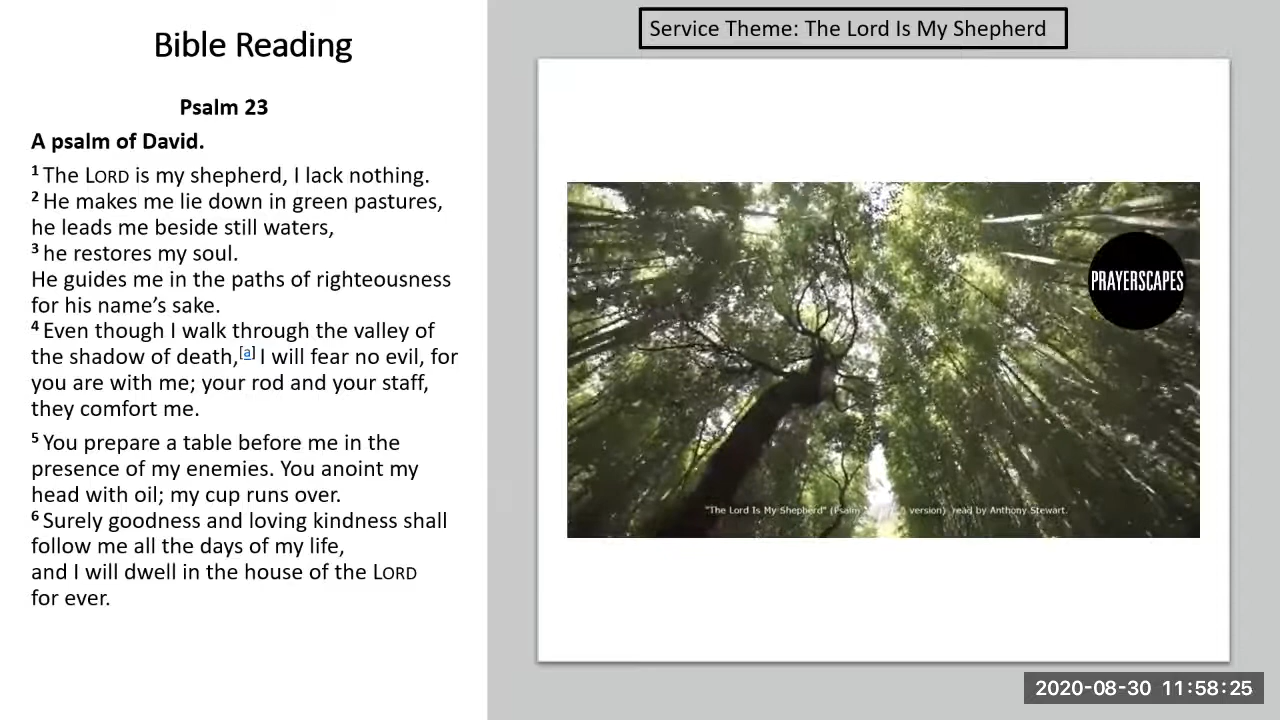 Bible Reading
Service Theme: The Lord Is My Shepherd
Psalm 23
A psalm of David.
1 The LORD is my shepherd, I lack nothing.
2 He makes me lie down in green pastures,
he leads me beside still waters,
3 he restores my soul.
He guides me in the paths of righteousness
for his name’s sake.
4 Even though I walk through the valley of
the shadow of death,[a] I will fear no evil, for
you are with me; your rod and your staff,
they comfort me.
5 You prepare a table before me in the
presence of my enemies. You anoint my
head with oil; my cup runs over.
6 Surely goodness and loving kindness shall
follow me all the days of my life,
and I will dwell in the house of the LORD
for ever.
PRAYERSCAPES
"The Lord Is My Shepherd" (Psalm version) read by Anthony Stewart.
2020-08-30 11:58:25